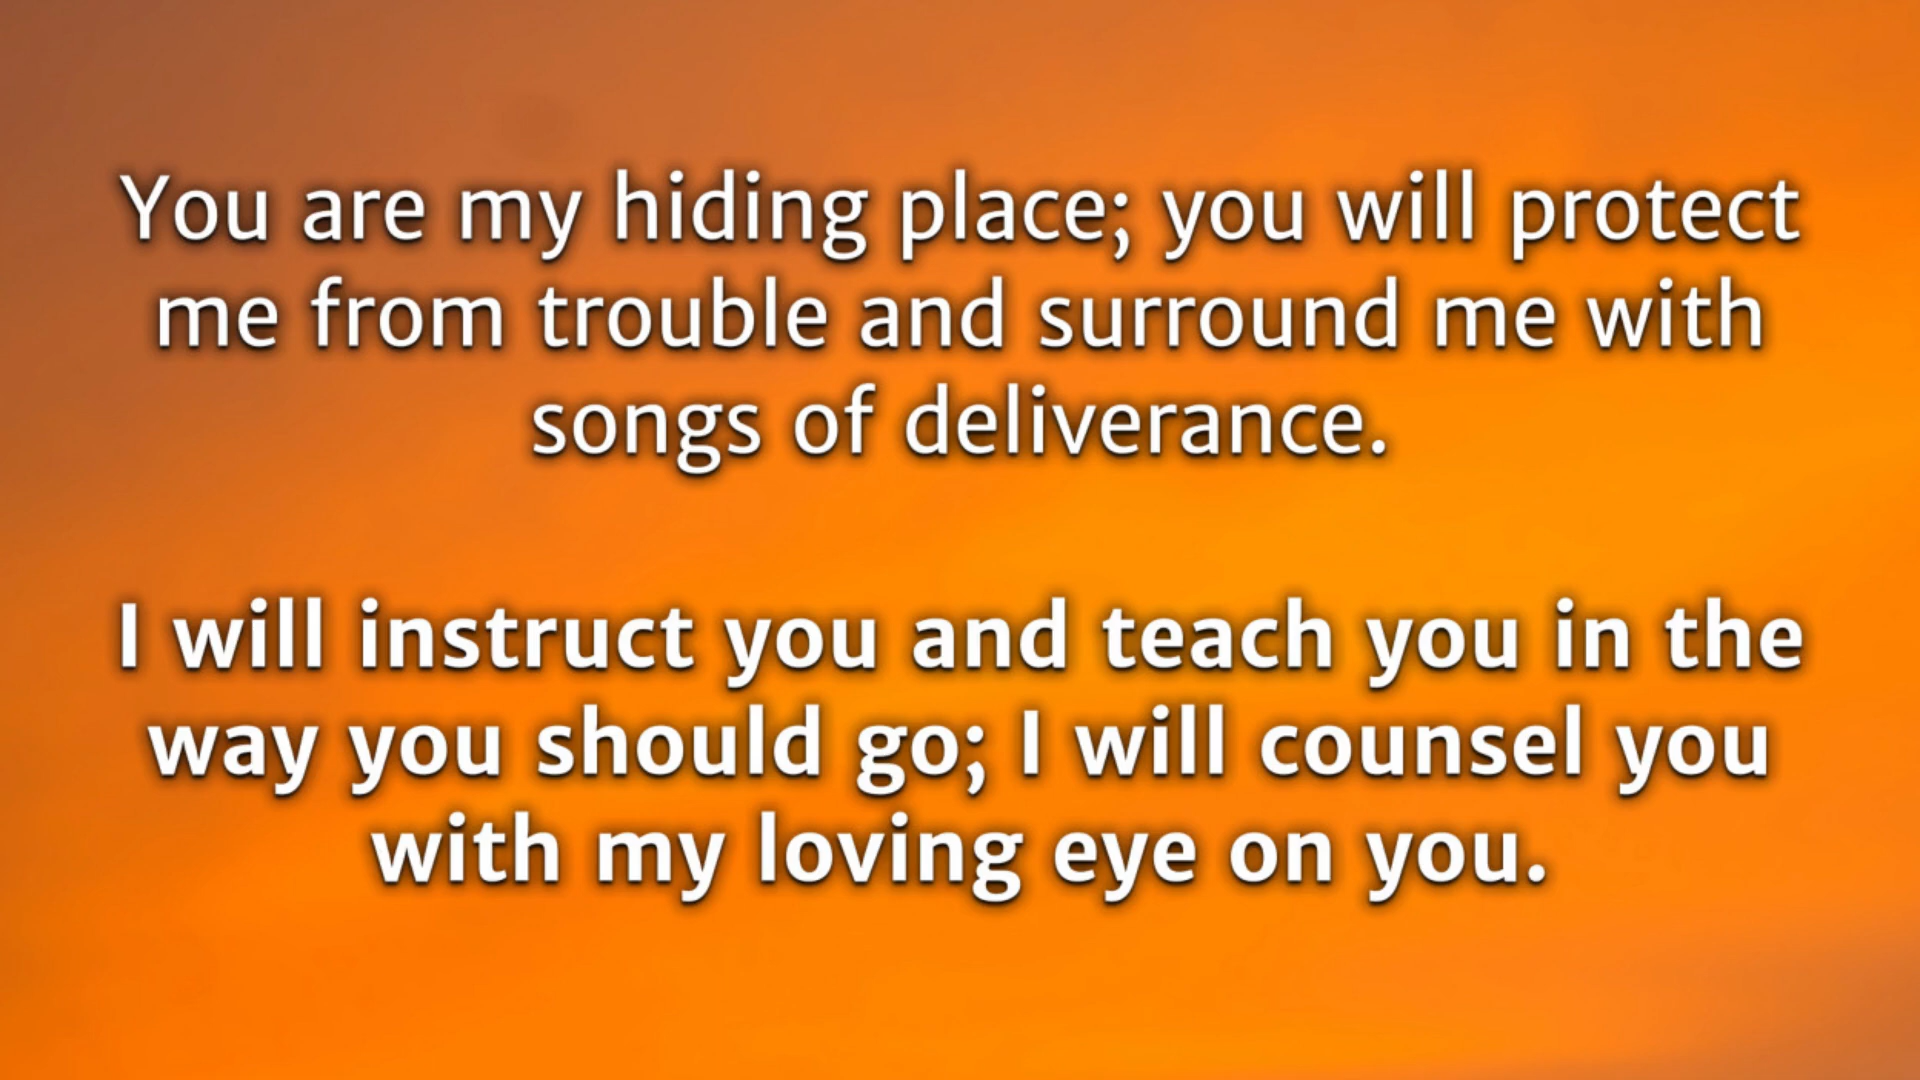 You are my hiding place; you will protect
me from trouble and surround me with
songs of deliverance.
I will instruct you and teach you in the
way you should go; I will counsel you
with my loving eye on you.